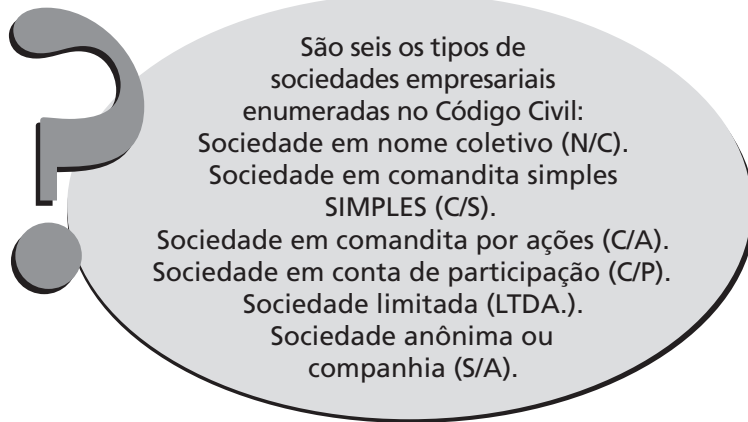 São seis os tipos de
sociedades empresariais
enumeradas no Código Civil:
Sociedade em nome coletivo (N/C).
Sociedade em comandita simples
SIMPLES (C/S).
Sociedade em comandita por ações (C/A).
Sociedade em conta de participação (C/P).
Sociedade limitada (LTDA.).
Sociedade anônima ou
companhia (S/A).